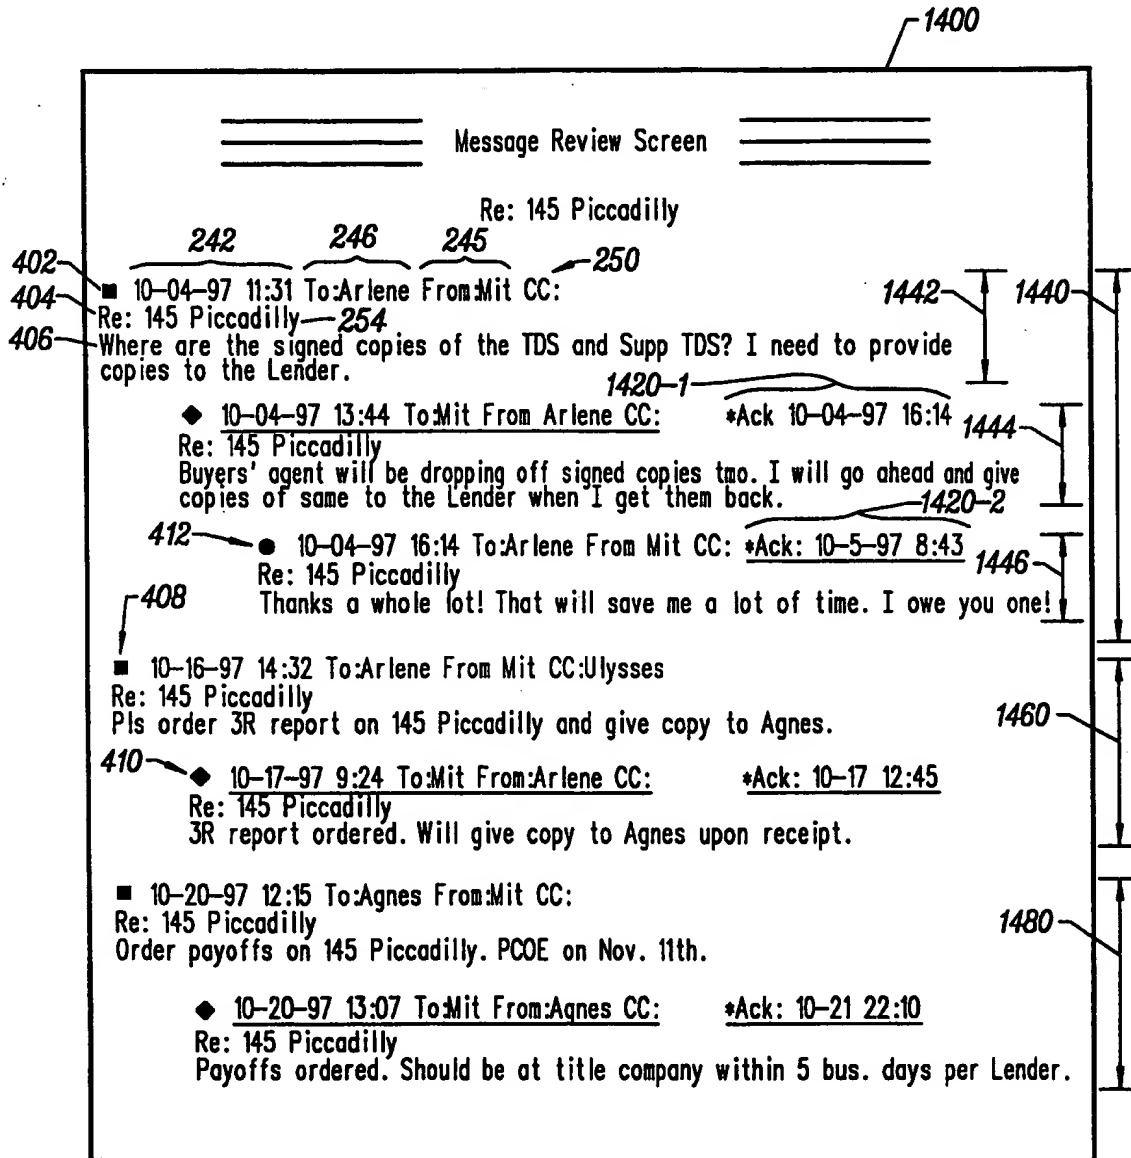 1400
Message Review Screen
Re: 145 Piccadilly
242 246 245
402 250
■ 10-04-97 11:31 To:Arlene From:Mit CC: 1442 1440
404 Re: 145 Piccadilly 254
406 Where are the signed copies of the TDS and Supp TDS? I need to provide
copies to the Lender.
1420-1
◆ 10-04-97 13:44 To:Mit From Arlene CC: *Ack 10-04-97 16:14 1444
Re: 145 Piccadilly
Buyers' agent will be dropping off signed copies tmo. I will go ahead and give
copies of same to the Lender when I get them back.
1420-2
412 ● 10-04-97 16:14 To:Arlene From Mit CC: *Ack: 10-5-97 8:43
Re: 145 Piccadilly 1446
408 Thanks a whole lot! That will save me a lot of time. I owe you one!
■ 10-16-97 14:32 To:Arlene From Mit CC:Ulysses
Re: 145 Piccadilly
Pls order 3R report on 145 Piccadilly and give copy to Agnes. 1460
410 ◆ 10-17-97 9:24 To:Mit From:Arlene CC: *Ack: 10-17 12:45
Re: 145 Piccadilly
3R report ordered. Will give copy to Agnes upon receipt.
■ 10-20-97 12:15 To:Agnes From:Mit CC:
Re: 145 Piccadilly 1480
Order payoffs on 145 Piccadilly. PCOE on Nov. 11th.
◆ 10-20-97 13:07 To:Mit From:Agnes CC: *Ack: 10-21 22:10
Re: 145 Piccadilly
Payoffs ordered. Should be at title company within 5 bus. days per Lender.